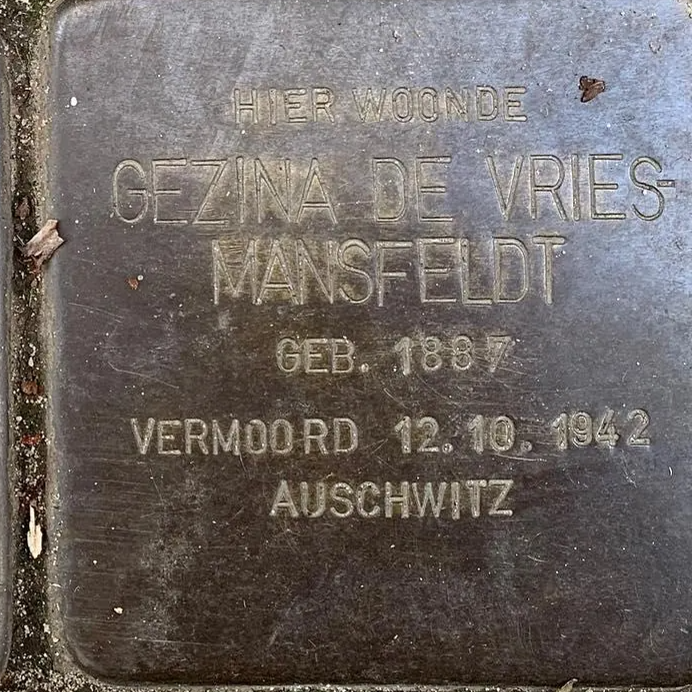 HIER WOONDE
GEZINA DE VRIES-
MANSFELDT
GEB. 1887
VERMOORD 12.10.1942
AUSCHWITZ